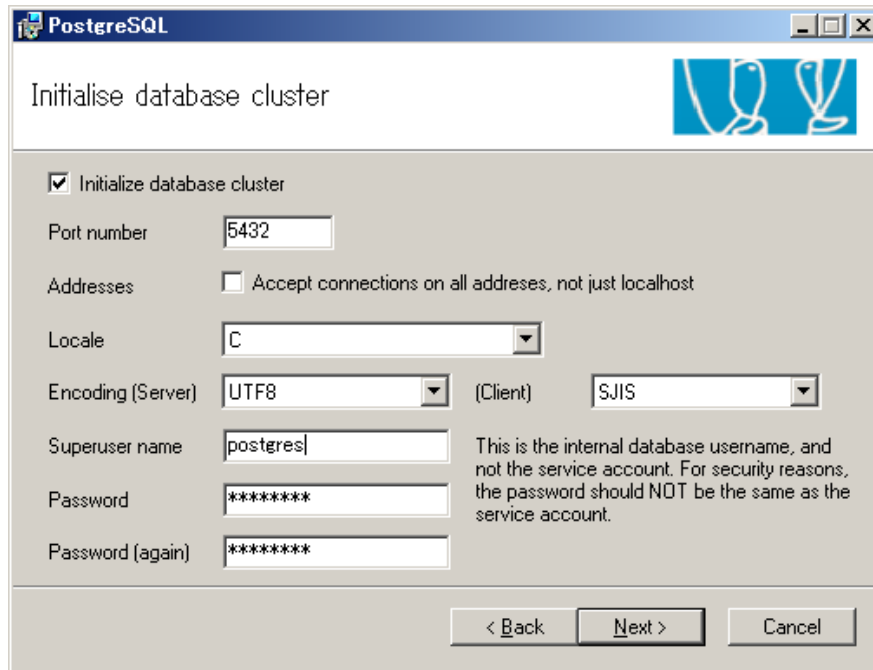 PostgreSQL
Initialise database cluster
Initialize database cluster
Port number 5432
Addresses Accept connections on all addreses, not just localhost
Locale C
Encoding (Server) UTF8 (Client) SJIS
Superuser name postgres
This is the internal database username, and
not the service account. For security reasons,
the password should NOT be the same as the
service account.
Password ********
Password (again) ********
< Back Next > Cancel